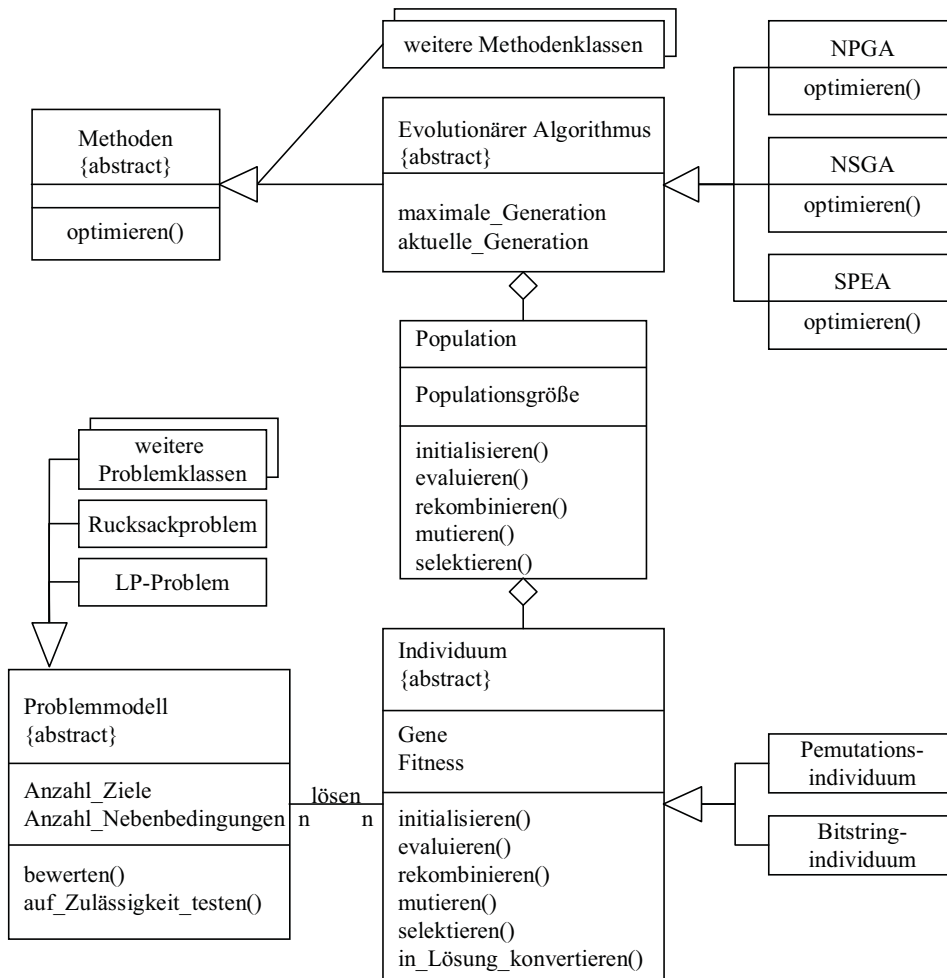 weitere Methodenklassen
NPGA
optimieren()
Methoden
{abstract}
optimieren()
Evolutionärer Algorithmus
{abstract}
maximale_Generation
aktuelle_Generation
NSGA
optimieren()
SPEA
optimieren()
Population
Populationsgröße
initialisieren()
evaluieren()
rekombinieren()
mutieren()
selektieren()
weitere
Problemklassen
Rucksackproblem
LP-Problem
Problemmodell
{abstract}
Anzahl_Ziele
Anzahl_Nebenbedingungen
bewerten()
auf_Zulässigkeit_testen()
lösen
n n
Individuum
{abstract}
Gene
Fitness
initialisieren()
evaluieren()
rekombinieren()
mutieren()
selektieren()
in_Lösung_konvertieren()
Pemutations-
individuum
Bitstring-
individuum